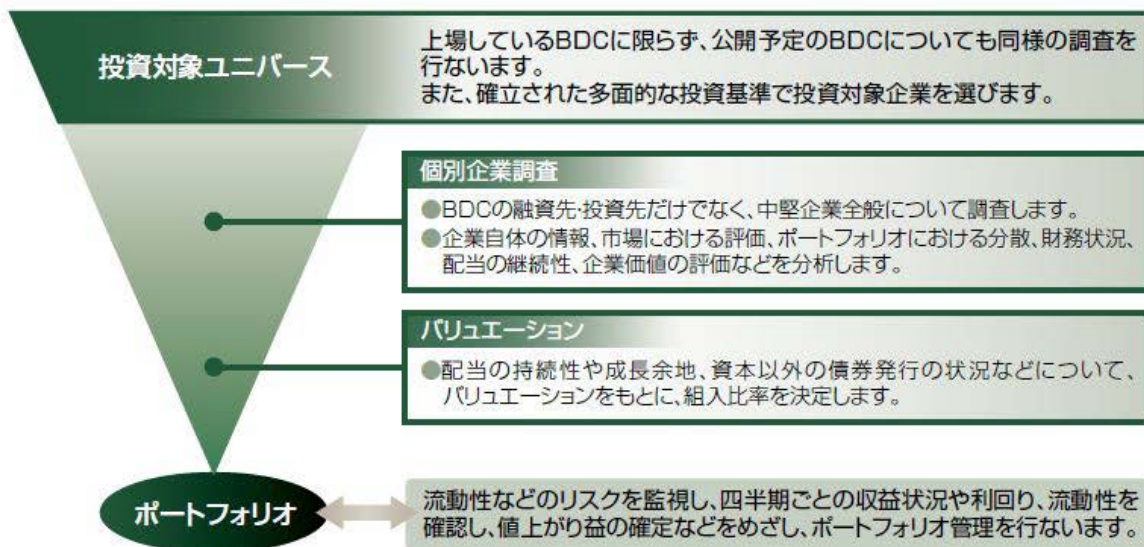 投資対象ユニバース
上場しているBDCに限らず、公開予定のBDCについても同様の調査を
行ないます。
また、確立された多面的な投資基準で投資対象企業を選びます。
個別企業調査
●BDCの融資先・投資先だけでなく、中堅企業全般について調査します。
●企業自体の情報、市場における評価、ポートフォリオにおける分散、財務状況、
配当の継続性、企業価値の評価などを分析します。
バリュエーション
●配当の持続性や成長余地、資本以外の債券発行の状況などについて、
バリュエーションをもとに、組入比率を決定します。
ポートフォリオ
流動性などのリスクを監視し、四半期ごとの収益状況や利回り、流動性を
確認し、値上がり益の確定などをめざし、ポートフォリオ管理を行ないます。